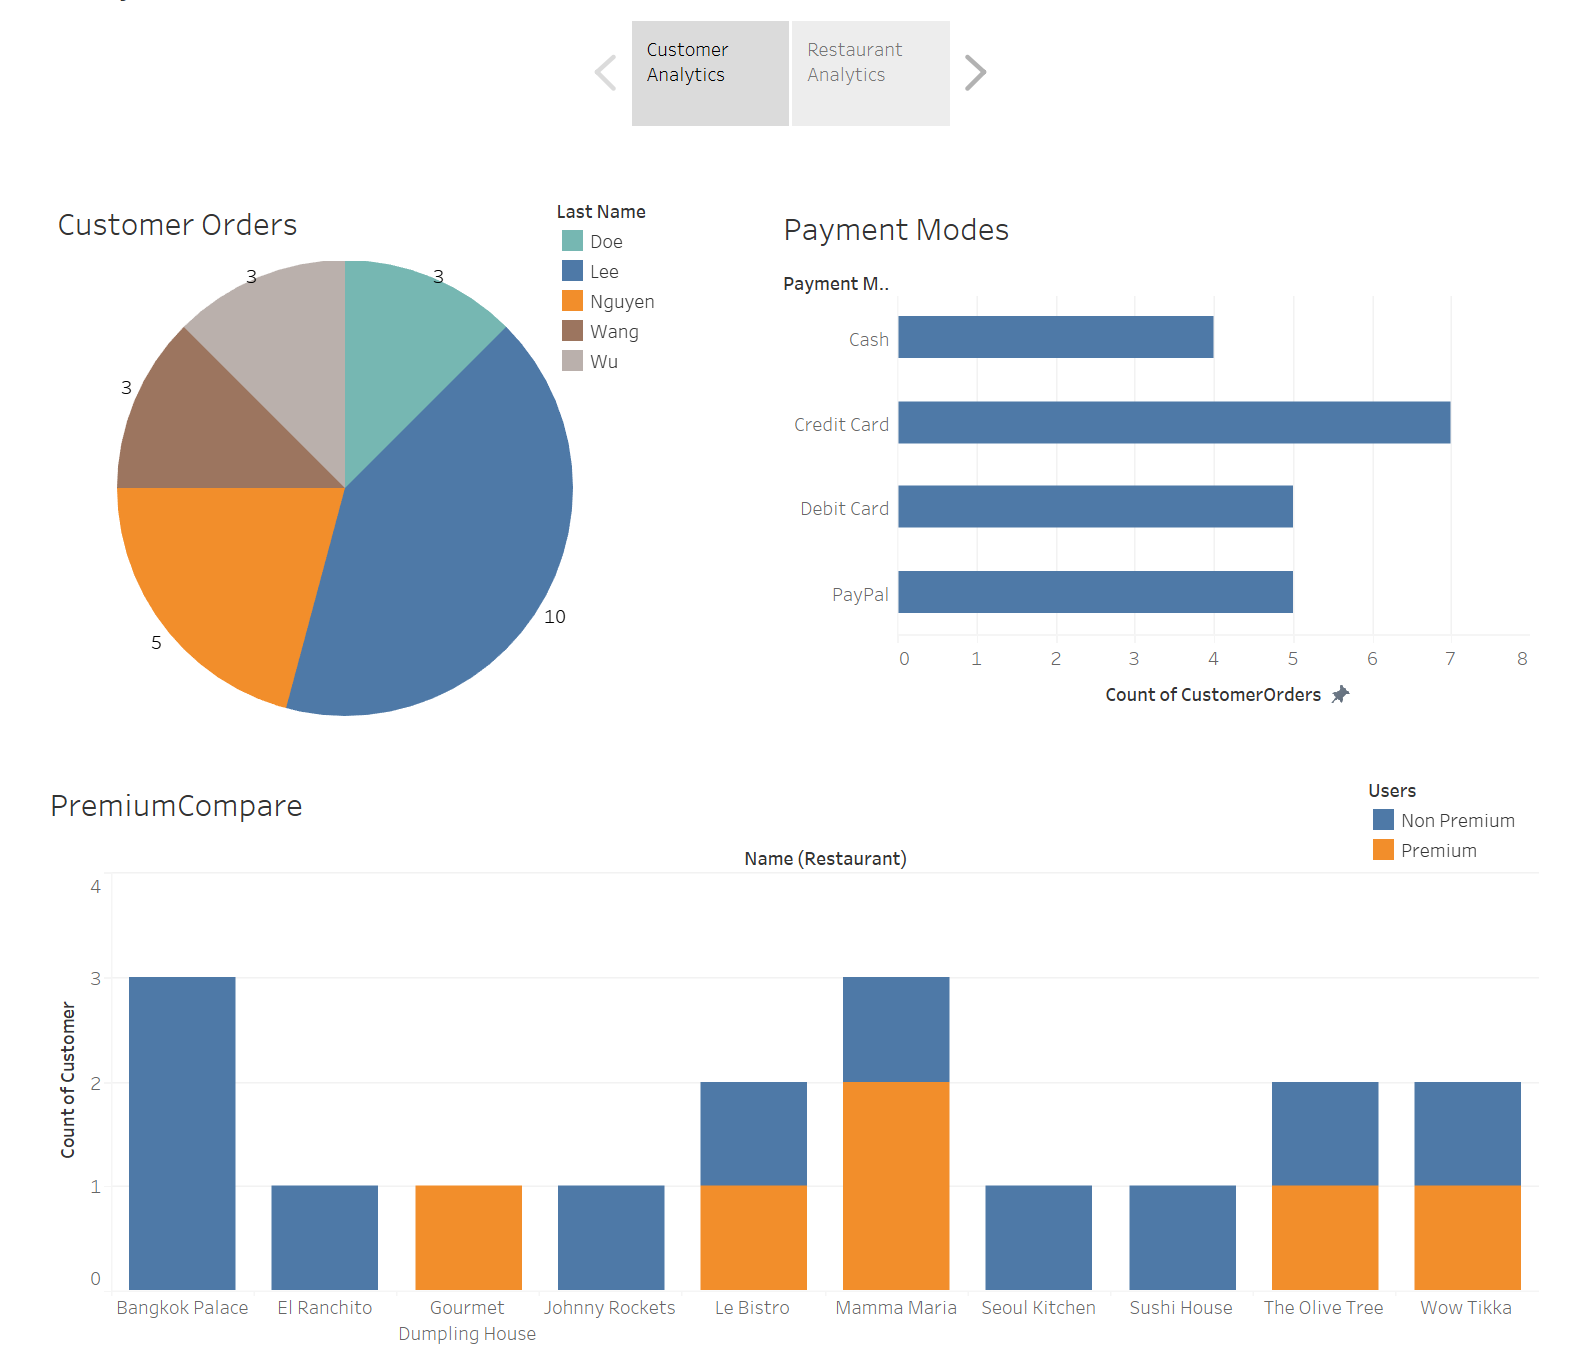 Customer
Analytics
Restaurant
Analytics
Customer Orders
Last Name
Doe
Lee
Nguyen
Wang
Wu
3
3
3
10
5
Payment Modes
Payment M..
Cash
Credit Card
Debit Card
PayPal
0 1 2 3 4 5 6 7 8
Count of CustomerOrders
PremiumCompare
Users
Non Premium
Premium
Name (Restaurant)
4
3
2
1
0
Count of Customer
Bangkok Palace El Ranchito Gourmet Johnny Rockets Le Bistro Mamma Maria Seoul Kitchen Sushi House The Olive Tree Wow Tikka
Dumpling House